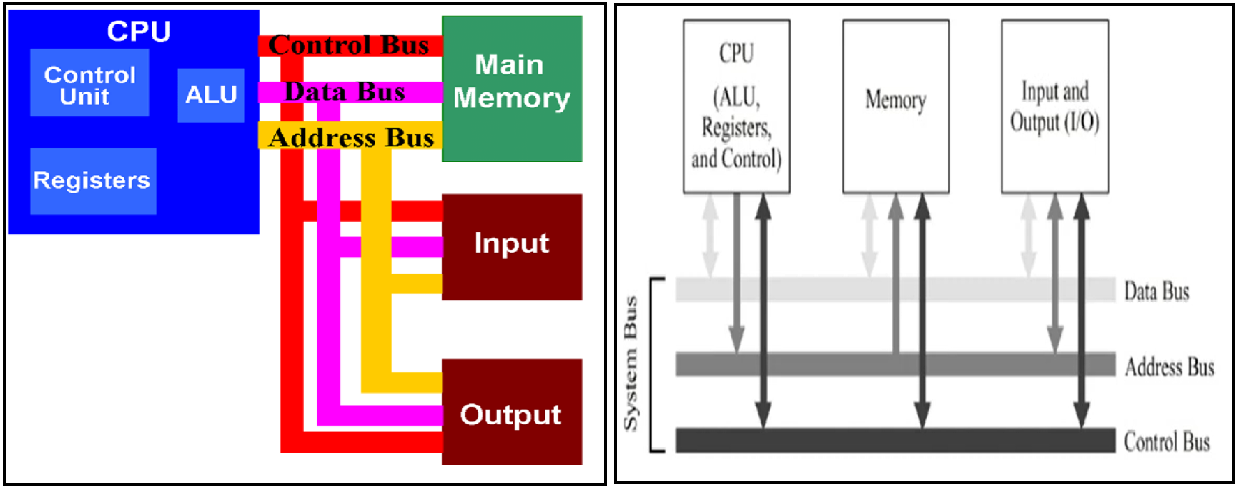 CPU
Control
Unit
ALU
Registers
Control Bus
Data Bus
Address Bus
Main
Memory
Input
Output
CPU
(ALU,
Registers,
and Control)
Memory
Input and
Output (I/O)
System Bus
Data Bus
Address Bus
Control Bus